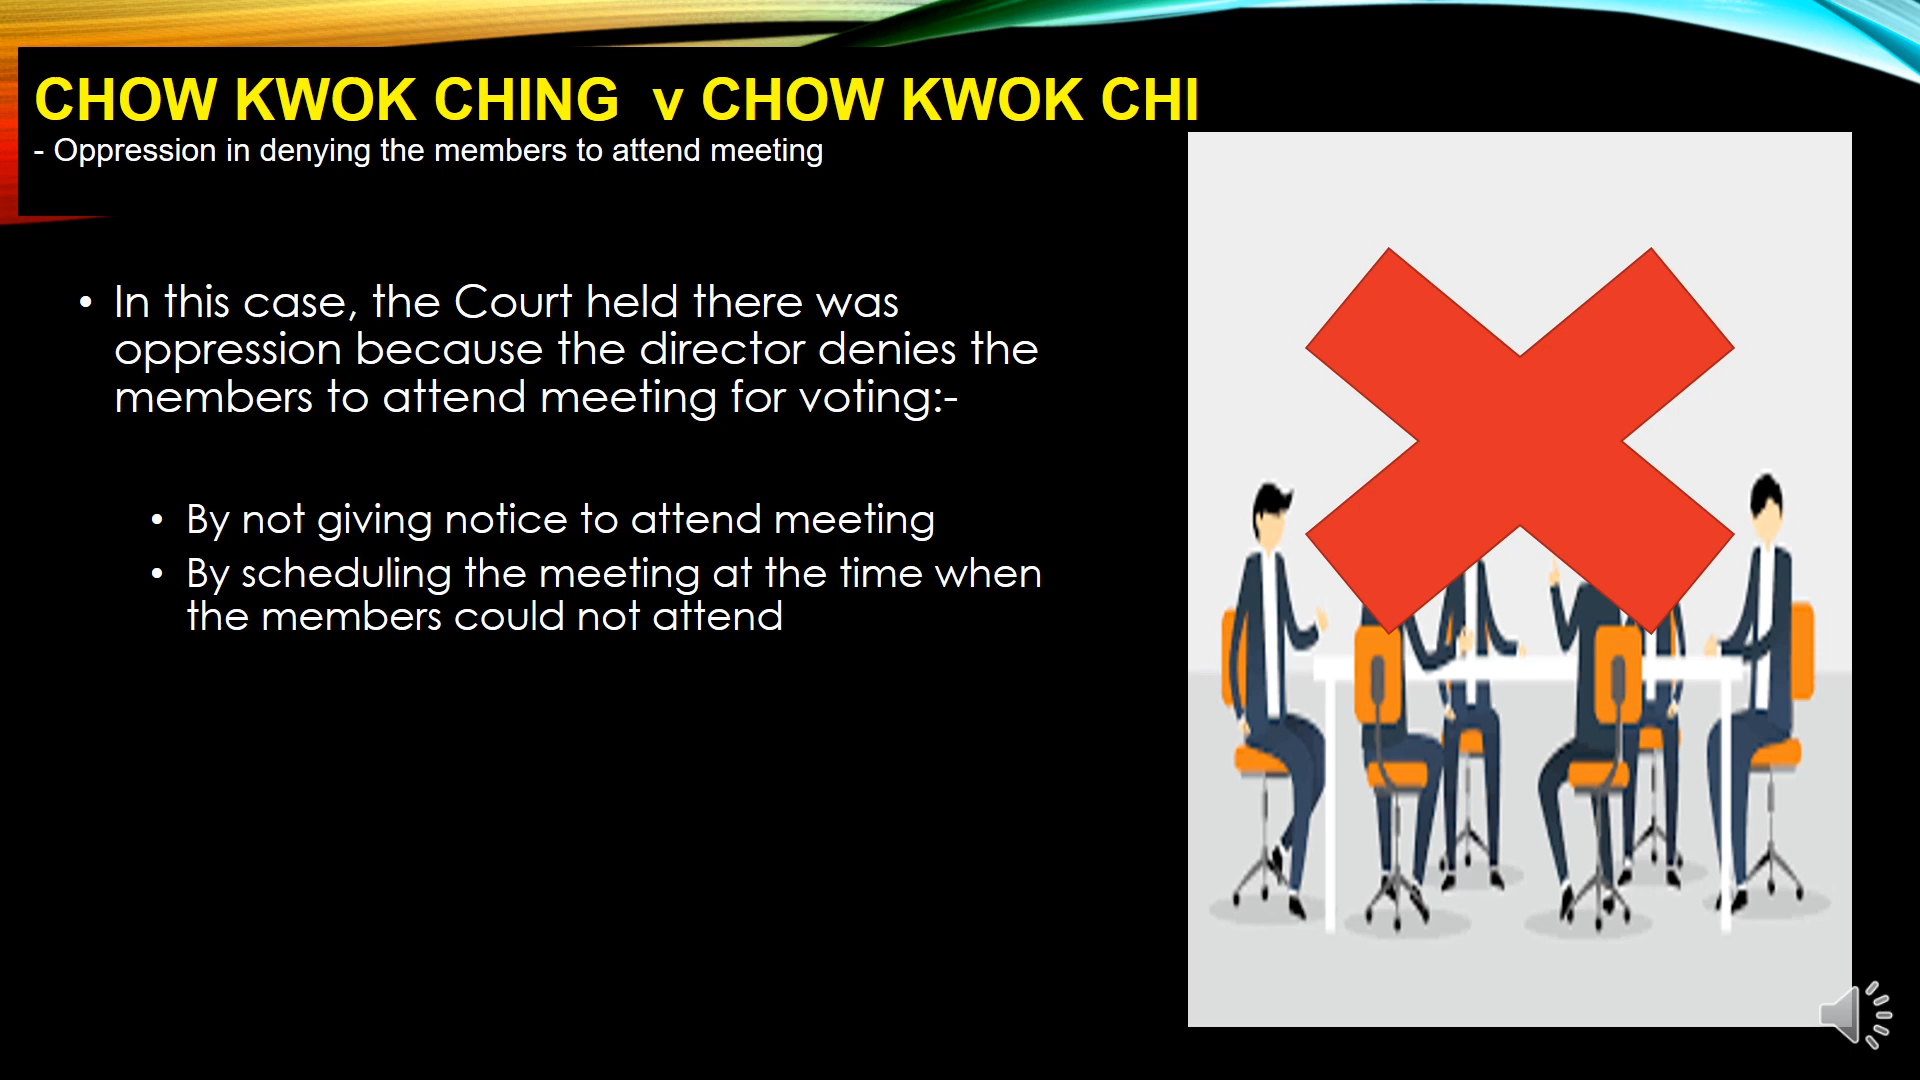 CHOW KWOK CHING  v CHOW KWOK CHI
- Oppression in denying the members to attend meeting
• In this case, the Court held there was
oppression because the director denies the
members to attend meeting for voting:-
• By not giving notice to attend meeting
• By scheduling the meeting at the time when
the members could not attend